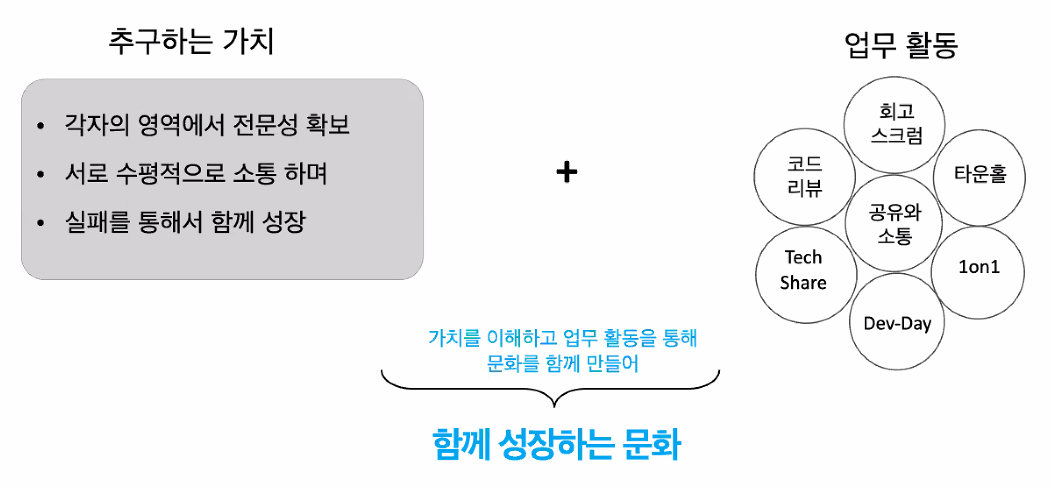 추구하는 가치
• 각자의 영역에서 전문성 확보
• 서로 수평적으로 소통 하며
• 실패를 통해서 함께 성장
+
업무 활동
회고
스크럼
코드
리뷰
타운홀
공유와
소통
Tech
Share
1on1
Dev-Day
가치를 이해하고 업무 활동을 통해
문화를 함께 만들어
함께 성장하는 문화